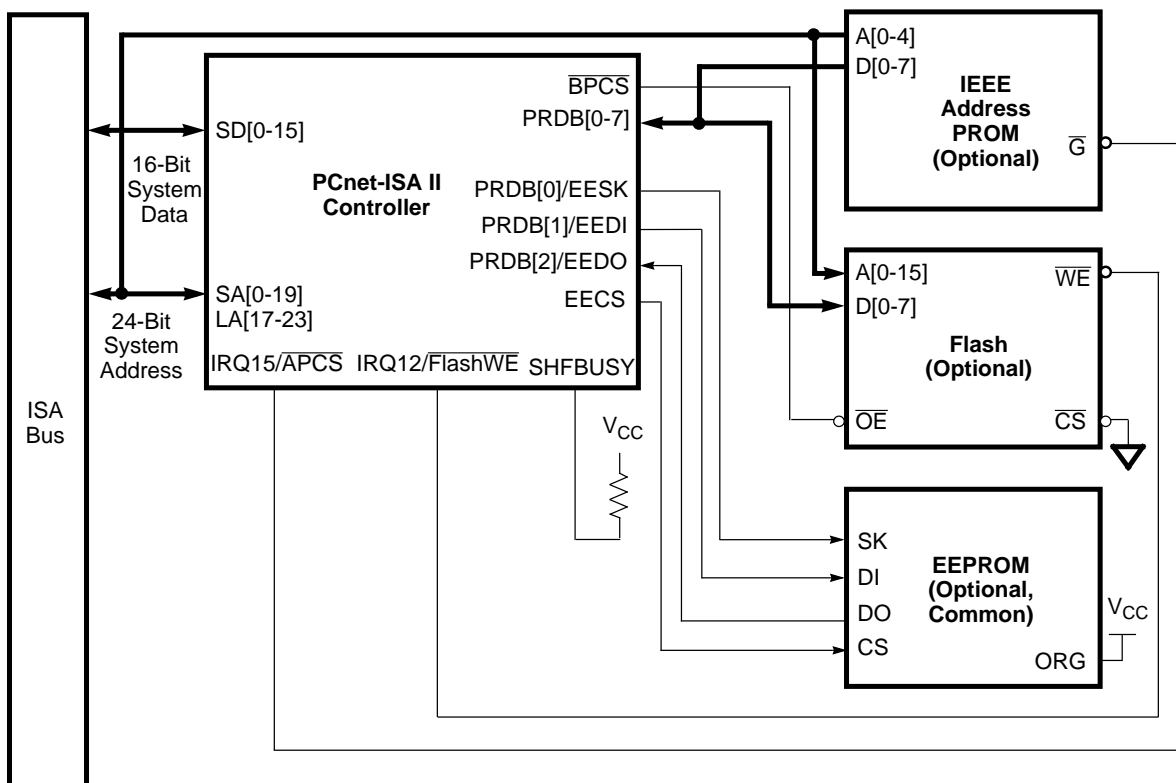 ISA
Bus
16-Bit
System
Data
24-Bit
System
Address
PCnet-ISA II
Controller
SD[0-15]
SA[0-19]
LA[17-23]
BPCS
PRDB[0-7]
PRDB[0]/EESK
PRDB[1]/EEDI
PRDB[2]/EEDO
EECS
IRQ15/APCS
IRQ12/FlashWE
SHFBUSY
VCC
A[0-4]
D[0-7]
IEEE
Address
PROM
(Optional)
G
A[0-15]
D[0-7]
WE
Flash
(Optional)
OE
CS
SK
DI
DO
CS
EEPROM
(Optional,
Common)
ORG
VCC